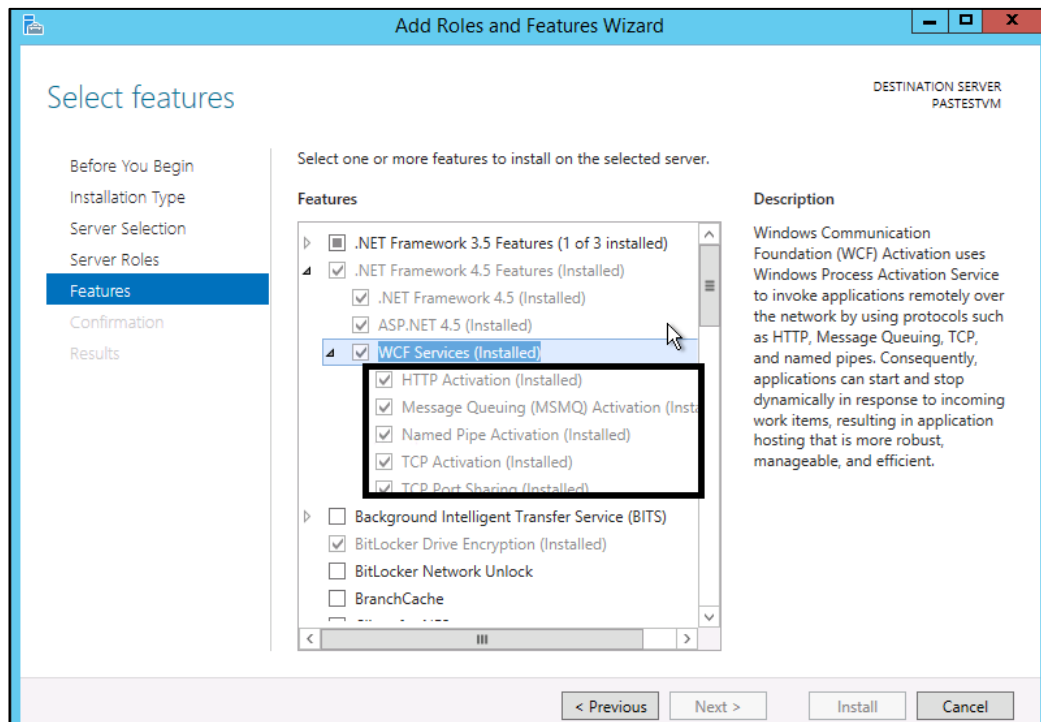 Add Roles and Features Wizard
Select features
DESTINATION SERVER
PASTESTVM
Before You Begin
Installation Type
Server Selection
Server Roles
Features
Confirmation
Results
Select one or more features to install on the selected server.
Features
.NET Framework 3.5 Features (1 of 3 installed)
.NET Framework 4.5 Features (Installed)
.NET Framework 4.5 (Installed)
ASP.NET 4.5 (Installed)
WCF Services (Installed)
HTTP Activation (Installed)
Message Queuing (MSMQ) Activation (Insta
Named Pipe Activation (Installed)
TCP Activation (Installed)
TCP Port Sharing (Installed)
Background Intelligent Transfer Service (BITS)
BitLocker Drive Encryption (Installed)
BitLocker Network Unlock
BranchCache
Description
Windows Communication
Foundation (WCF) Activation uses
Windows Process Activation Service
to invoke applications remotely over
the network by using protocols such
as HTTP, Message Queuing, TCP,
and named pipes. Consequently,
applications can start and stop
dynamically in response to incoming
work items, resulting in application
hosting that is more robust,
manageable, and efficient.
< Previous
Next >
Install
Cancel